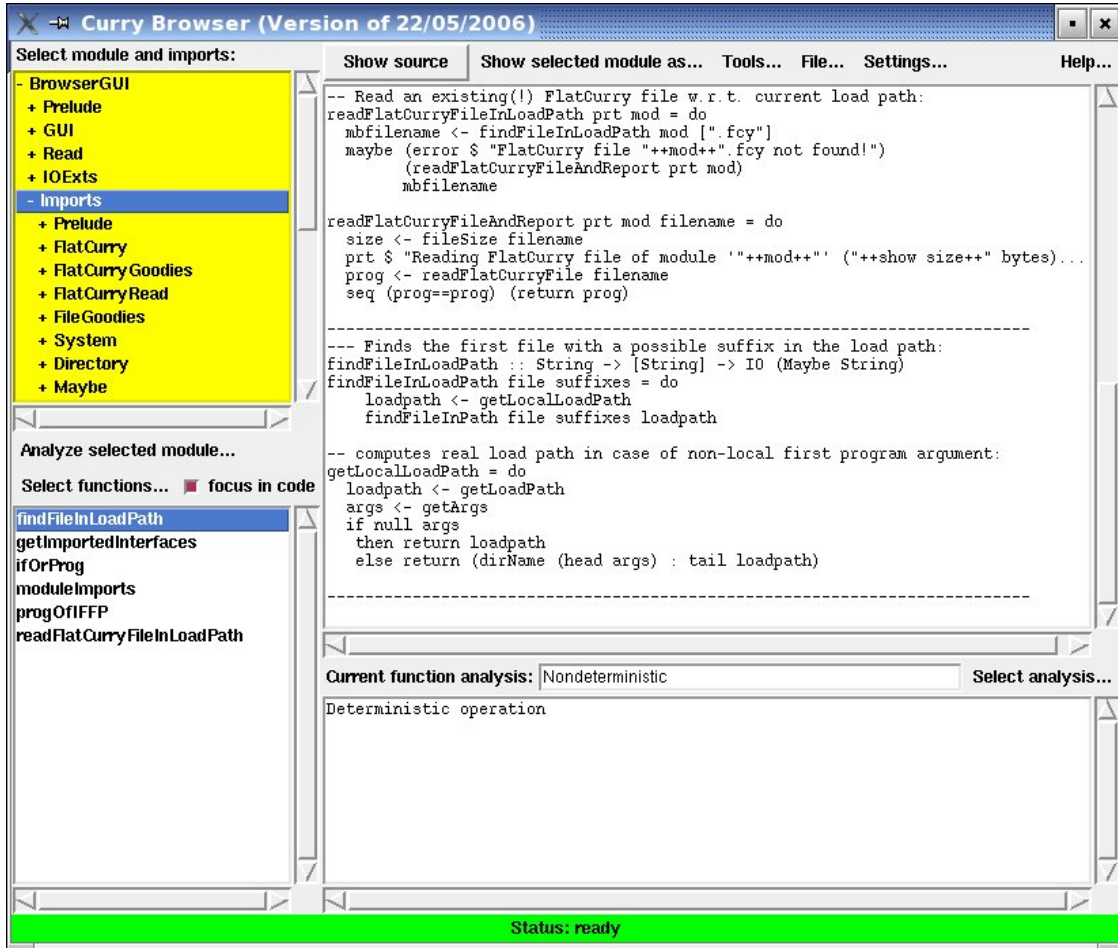 Curry Browser (Version of 22/05/2006)
Select module and imports:
- BrowserGUI
+ Prelude
+ GUI
+ Read
+ IOExts
- Imports
+ Prelude
+ FlatCurry
+ FlatCurryGoodies
+ FlatCurryRead
+ FileGoodies
+ System
+ Directory
+ Maybe
Analyze selected module...
Select functions... focus in code
findFileInLoadPath
getImportedInterfaces
ifOrProg
moduleImports
progOfIFFP
readFlatCurryFileInLoadPath
Show source Show selected module as... Tools... File... Settings... Help...
-- Read an existing(!) FlatCurry file w.r.t. current load path:
readFlatCurryFileInLoadPath prt mod = do
  mbfilename <- findFileInLoadPath mod [".fcy"]
  maybe (error $ "FlatCurry file "++mod++".fcy not found!")
        (readFlatCurryFileAndReport prt mod)
        mbfilename
readFlatCurryFileAndReport prt mod filename = do
  size <- fileSize filename
  prt $ "Reading FlatCurry file of module '"++mod++"' ("++show size++" bytes)...
  prog <- readFlatCurryFile filename
  seq (prog==prog) (return prog)
---------------------------------------------------------------------------
--- Finds the first file with a possible suffix in the load path:
findFileInLoadPath :: String -> [String] -> IO (Maybe String)
findFileInLoadPath file suffixes = do
    loadpath <- getLocalLoadPath
    findFileInPath file suffixes loadpath
-- computes real load path in case of non-local first program argument:
getLocalLoadPath = do
  loadpath <- getLoadPath
  args <- getArgs
  if null args
   then return loadpath
   else return (dirName (head args) : tail loadpath)
---------------------------------------------------------------------------
Current function analysis: Nondeterministic Select analysis...
Deterministic operation
Status: ready